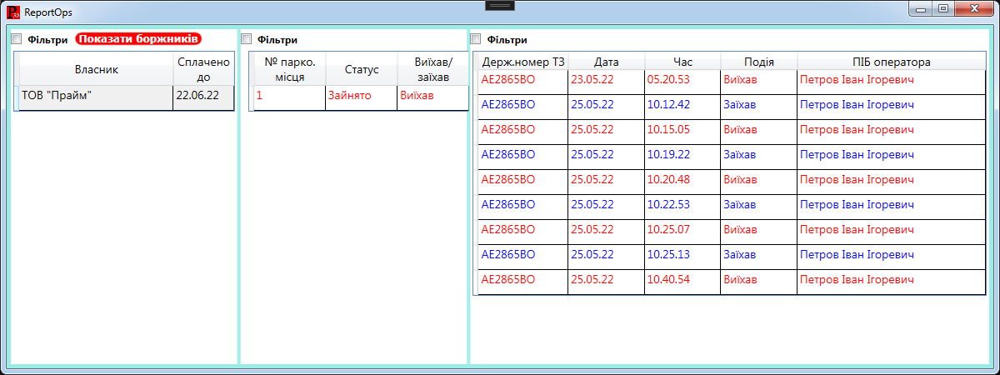 ReportOps
Фільтри Показати боржників
Власник Сплачено до
ТОВ "Прайм" 22.06.22
Фільтри
№ парко. місця Статус Виїхав/ заїхав
1 Зайнято Виїхав
Фільтри
Держ.номер ТЗ Дата Час Подія ПІБ оператора
AE2865BO 23.05.22 05.20.53 Виїхав Петров Іван Ігоревич
AE2865BO 25.05.22 10.12.42 Заїхав Петров Іван Ігоревич
AE2865BO 25.05.22 10.15.05 Виїхав Петров Іван Ігоревич
AE2865BO 25.05.22 10.19.22 Заїхав Петров Іван Ігоревич
AE2865BO 25.05.22 10.20.48 Виїхав Петров Іван Ігоревич
AE2865BO 25.05.22 10.22.53 Заїхав Петров Іван Ігоревич
AE2865BO 25.05.22 10.25.07 Виїхав Петров Іван Ігоревич
AE2865BO 25.05.22 10.25.13 Заїхав Петров Іван Ігоревич
AE2865BO 25.05.22 10.40.54 Виїхав Петров Іван Ігоревич